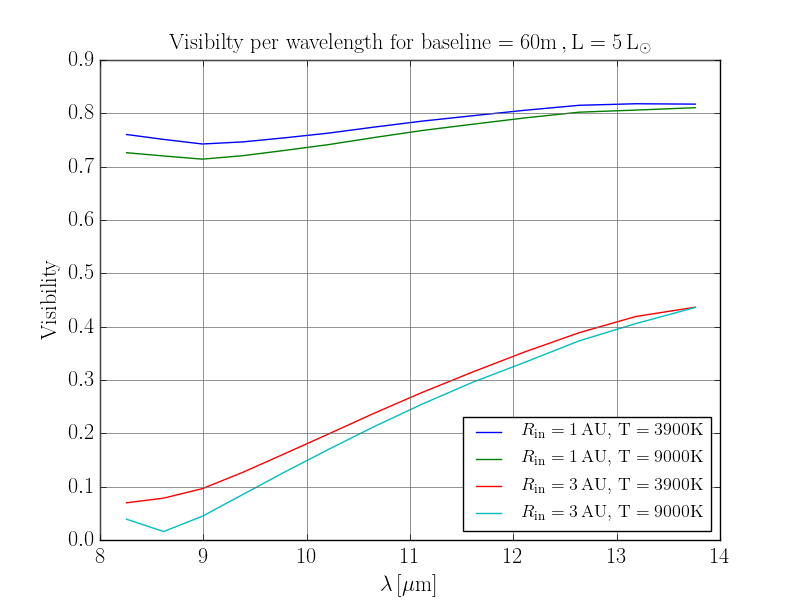 Visibilty per wavelength for baseline = 60m , L = 5 L☉
0.9
0.8
0.7
0.6
0.5
0.4
0.3
0.2
0.1
0.0
Visibility
R_in = 1 AU, T = 3900K
R_in = 1 AU, T = 9000K
R_in = 3 AU, T = 3900K
R_in = 3 AU, T = 9000K
8 9 10 11 12 13 14
λ [μm]